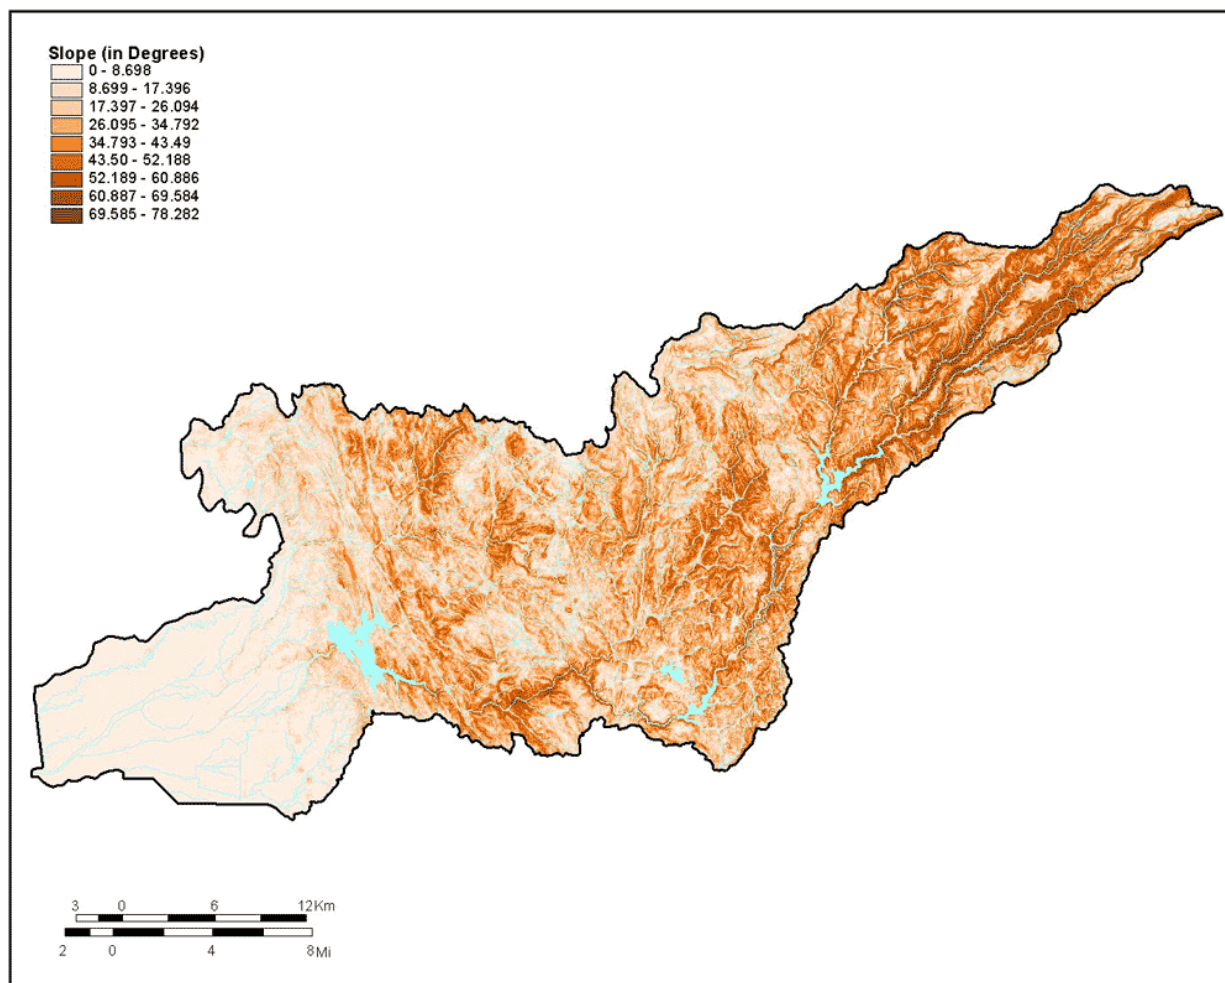 Slope (in Degrees)
0 - 8.698
8.699 - 17.396
17.397 - 26.094
26.095 - 34.792
34.793 - 43.49
43.50 - 52.188
52.189 - 60.886
60.887 - 69.584
69.585 - 78.282
3 0 6 12Km
2 0 4 8Mi